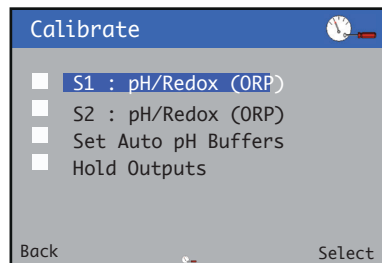 Calibrate
S1 : pH/Redox (ORP)
S2 : pH/Redox (ORP)
Set Auto pH Buffers
Hold Outputs
Back Select